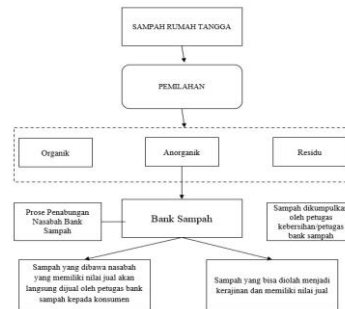 SAMPAH RUMAH TANGGA
PEMILAHAN
Organik
Anorganik
Residu
Prose Penabungan
Nasabah Bank
Sampah
Bank Sampah
Sampah dikumpulka
oleh petugas
kebersihan/petugas
bank sampah
Sampah yang dibawa nasabah
yang memiliki nilai jual akan
langsung dijual oleh petugas bank
sampah kepada konsumen
Sampah yang bisa diolah menjadi
kerajinan dan memiliki nilai jual